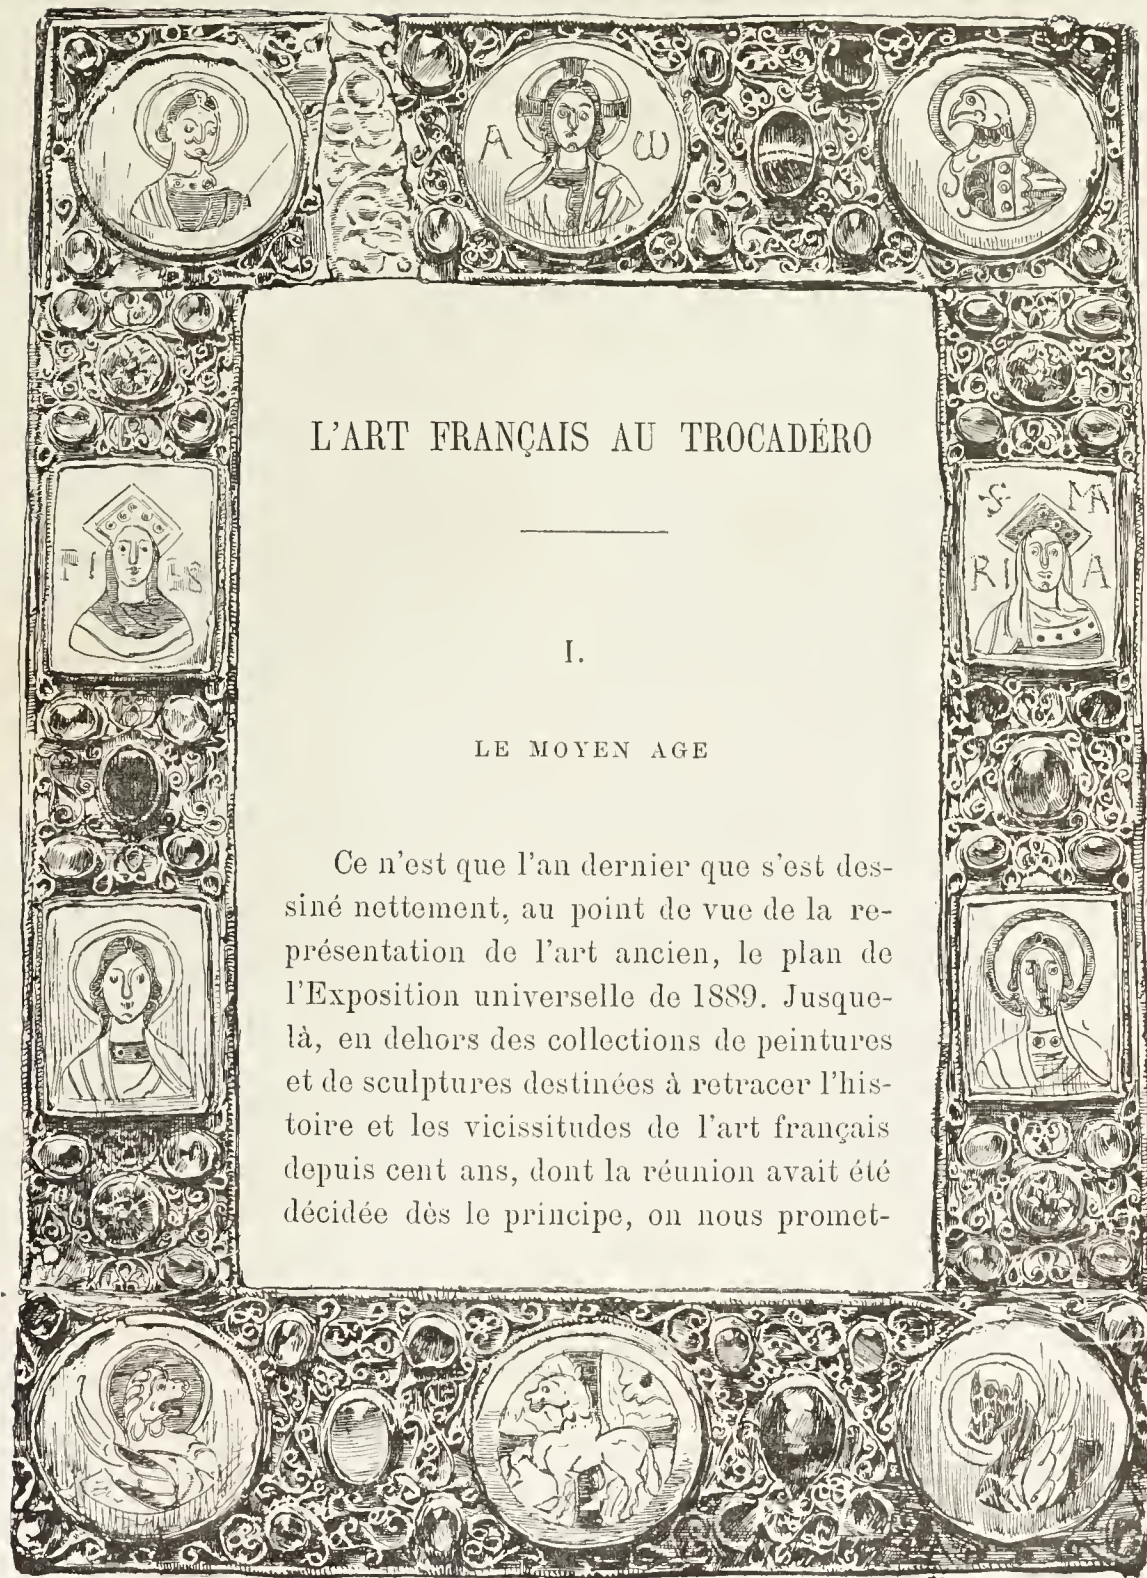 A ω
L'ART FRANÇAIS AU TROCADÉRO
S MA
RI A
I.
LE MOYEN AGE
Ce n'est que l'an dernier que s'est des-
siné nettement, au point de vue de la re-
présentation de l'art ancien, le plan de
l'Exposition universelle de 1889. Jusque-
là, en dehors des collections de peintures
et de sculptures destinées à retracer l'his-
toire et les vicissitudes de l'art français
depuis cent ans, dont la réunion avait été
décidée dès le principe, on nous promet-